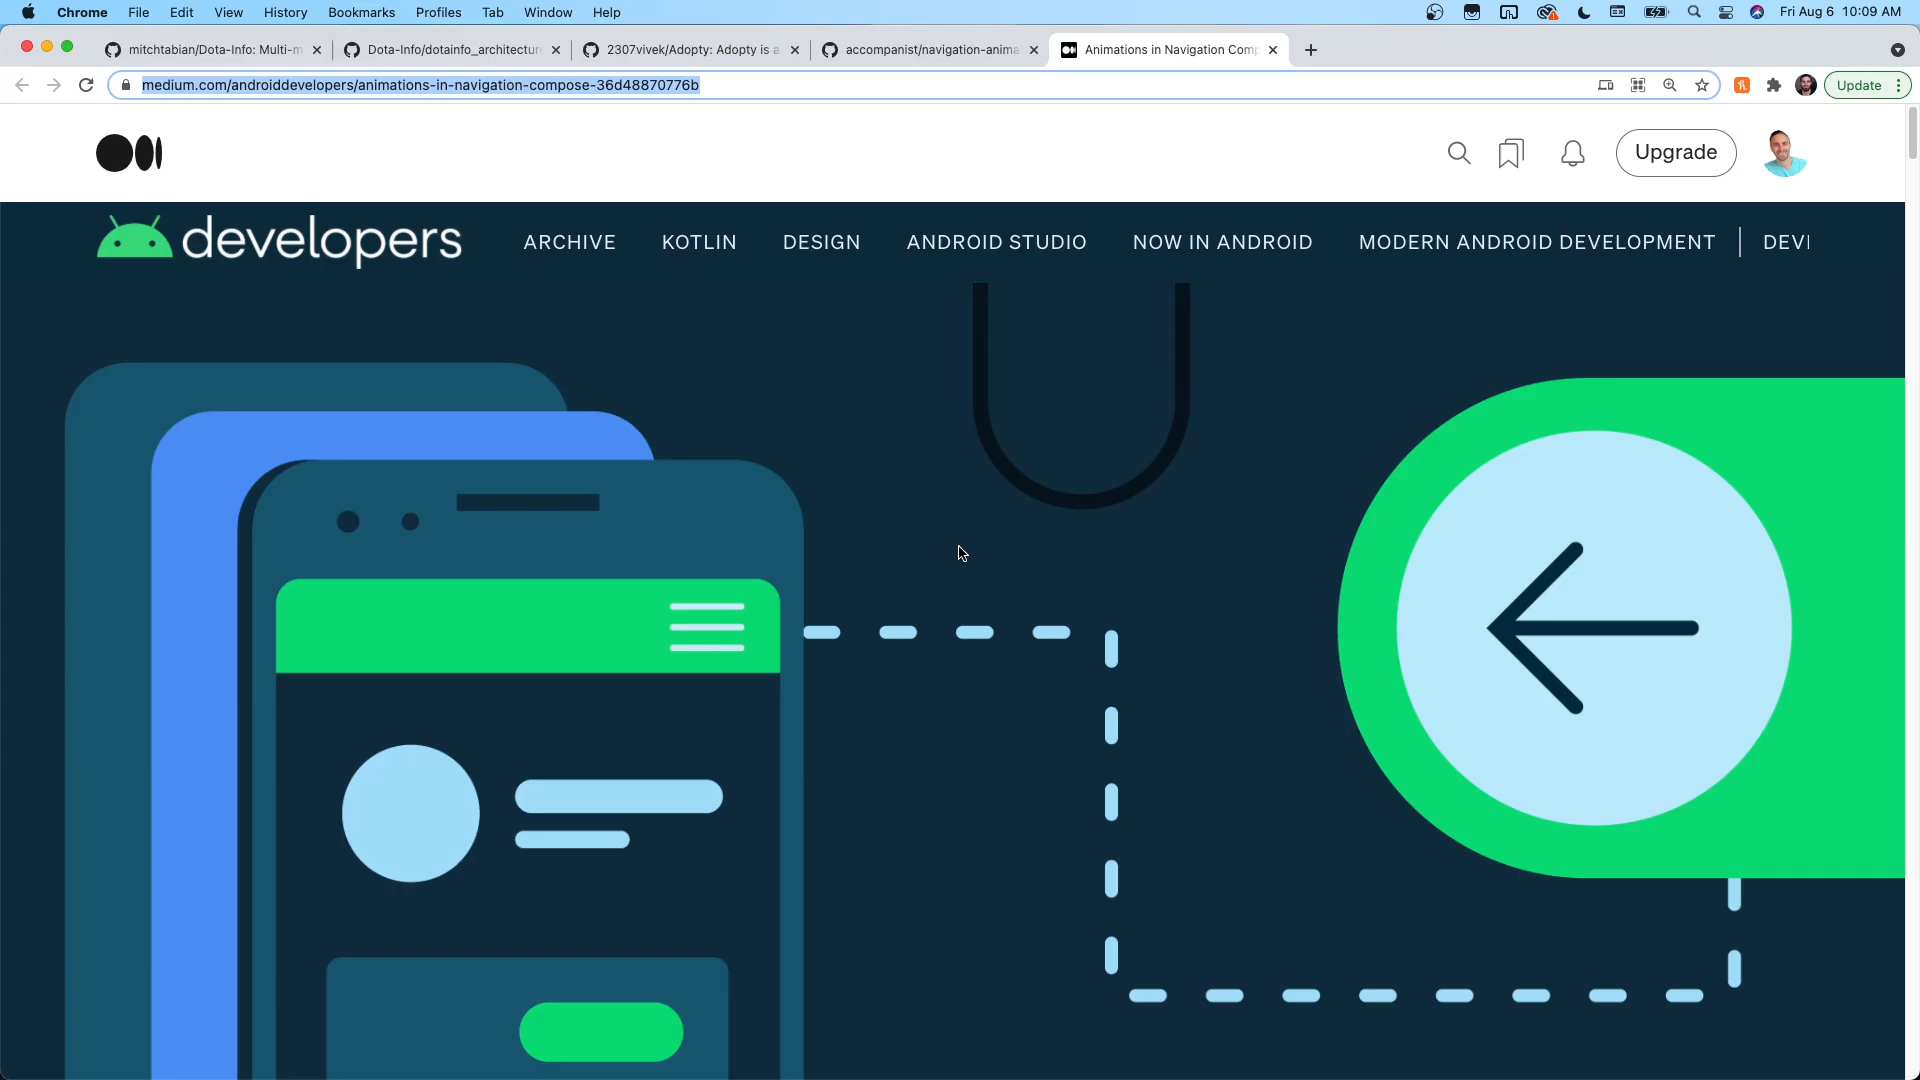 Chrome File Edit View History Bookmarks Profiles Tab Window Help Fri Aug 6 10:09 AM
mitchtabian/Dota-Info: Multi-m Dota-Info/dotainfo_architectur 2307vivek/Adopty: Adopty is a accompanist/navigation-anima Animations in Navigation Comp
medium.com/androiddevelopers/animations-in-navigation-compose-36d48870776b Update
Upgrade
developers ARCHIVE KOTLIN DESIGN ANDROID STUDIO NOW IN ANDROID MODERN ANDROID DEVELOPMENT DEVI